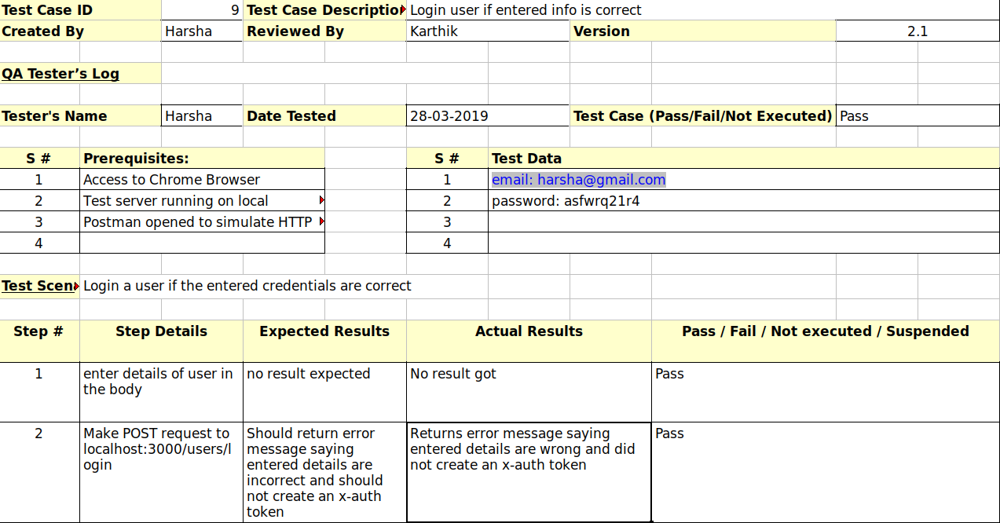 Test Case ID 9 Test Case Description Login user if entered info is correct
Created By Harsha Reviewed By Karthik Version 2.1
QA Tester’s Log
Tester's Name Harsha Date Tested 28-03-2019 Test Case (Pass/Fail/Not Executed) Pass
S # Prerequisites: S # Test Data
1 Access to Chrome Browser 1 email: harsha@gmail.com
2 Test server running on local 2 password: asfwrq21r4
3 Postman opened to simulate HTTP 3
4 4
Test Scen Login a user if the entered credentials are correct
Step # Step Details Expected Results Actual Results Pass / Fail / Not executed / Suspended
1 enter details of user in no result expected No result got Pass
the body
2 Make POST request to Should return error Returns error message saying Pass
localhost:3000/users/l message saying entered details are wrong and did
ogin entered details are not create an x-auth token
incorrect and should
not create an x-auth
token